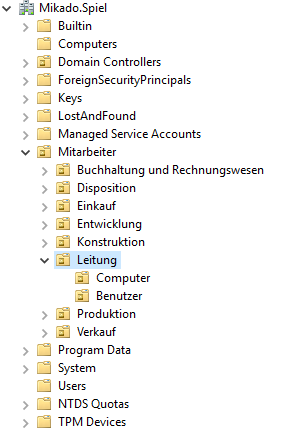 Mikado.Spiel
Builtin
Computers
Domain Controllers
ForeignSecurityPrincipals
Keys
LostAndFound
Managed Service Accounts
Mitarbeiter
Buchhaltung und Rechnungswesen
Disposition
Einkauf
Entwicklung
Konstruktion
Leitung
Computer
Benutzer
Produktion
Verkauf
Program Data
System
Users
NTDS Quotas
TPM Devices